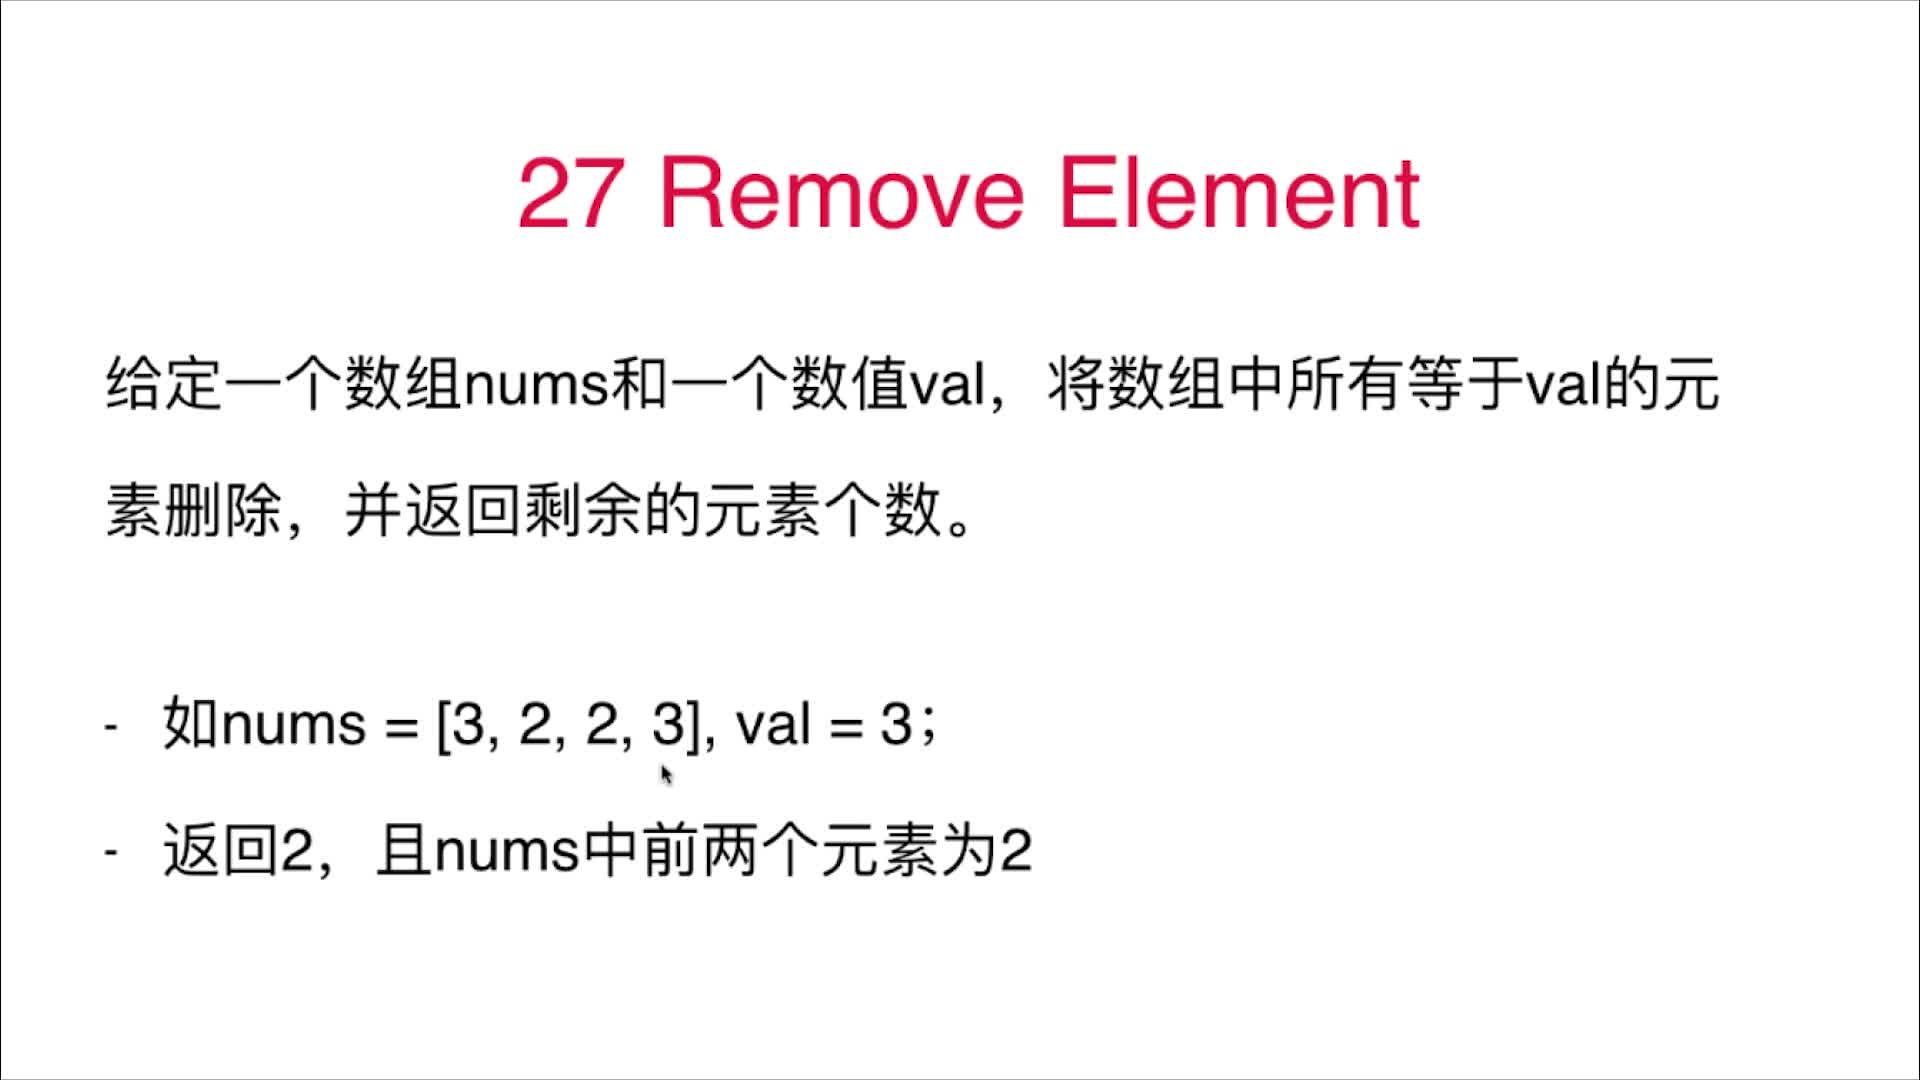 27 Remove Element
给定一个数组nums和一个数值val，将数组中所有等于val的元
素删除，并返回剩余的元素个数。
- 如nums = [3, 2, 2, 3], val = 3；
- 返回2，且nums中前两个元素为2